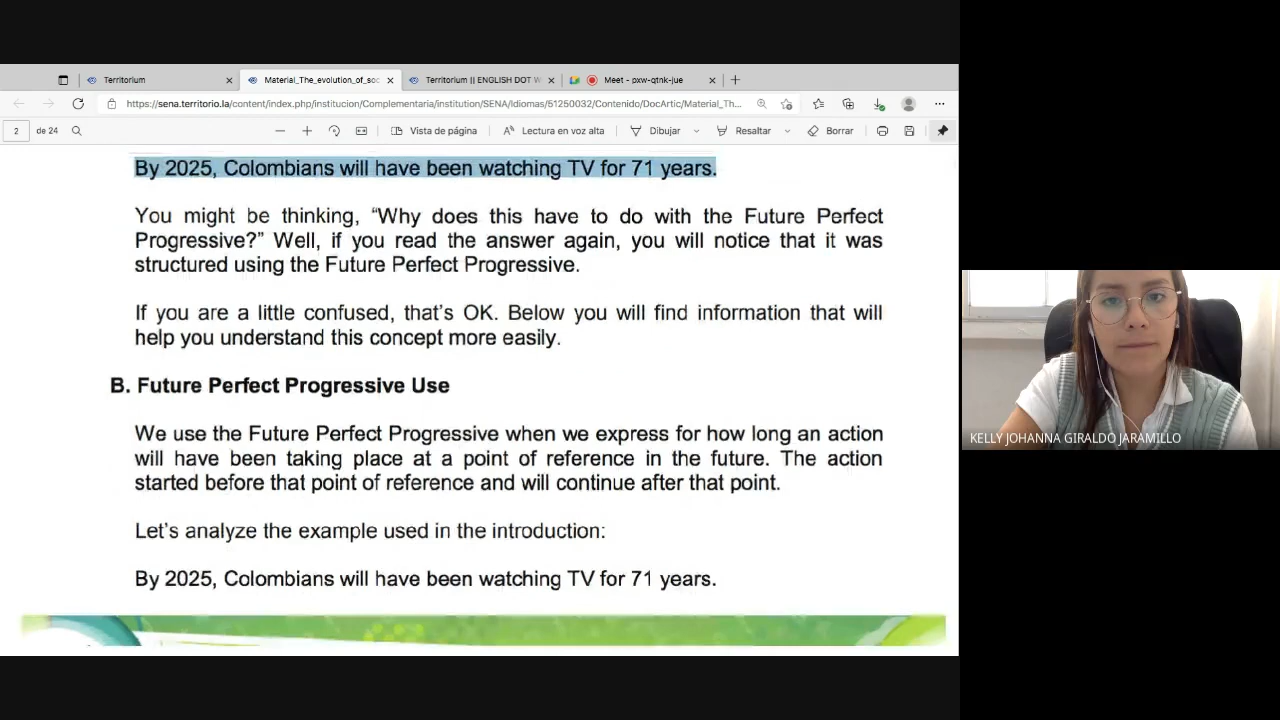 Territorium
Material_The_evolution_of_soc
Territorium || ENGLISH DOT W
Meet - pxw-qtnk-jue
https://sena.territorio.la/content/index.php/institucion/Complementaria/institution/SENA/Idiomas/51250032/Contenido/DocArtic/Material_Th...
2
de 24
Vista de página
Lectura en voz alta
Dibujar
Resaltar
Borrar
By 2025, Colombians will have been watching TV for 71 years.
You might be thinking, “Why does this have to do with the Future Perfect
Progressive?” Well, if you read the answer again, you will notice that it was
structured using the Future Perfect Progressive.
If you are a little confused, that’s OK. Below you will find information that will
help you understand this concept more easily.
B. Future Perfect Progressive Use
We use the Future Perfect Progressive when we express for how long an action
will have been taking place at a point of reference in the future. The action
started before that point of reference and will continue after that point.
Let’s analyze the example used in the introduction:
By 2025, Colombians will have been watching TV for 71 years.
KELLY JOHANNA GIRALDO JARAMILLO